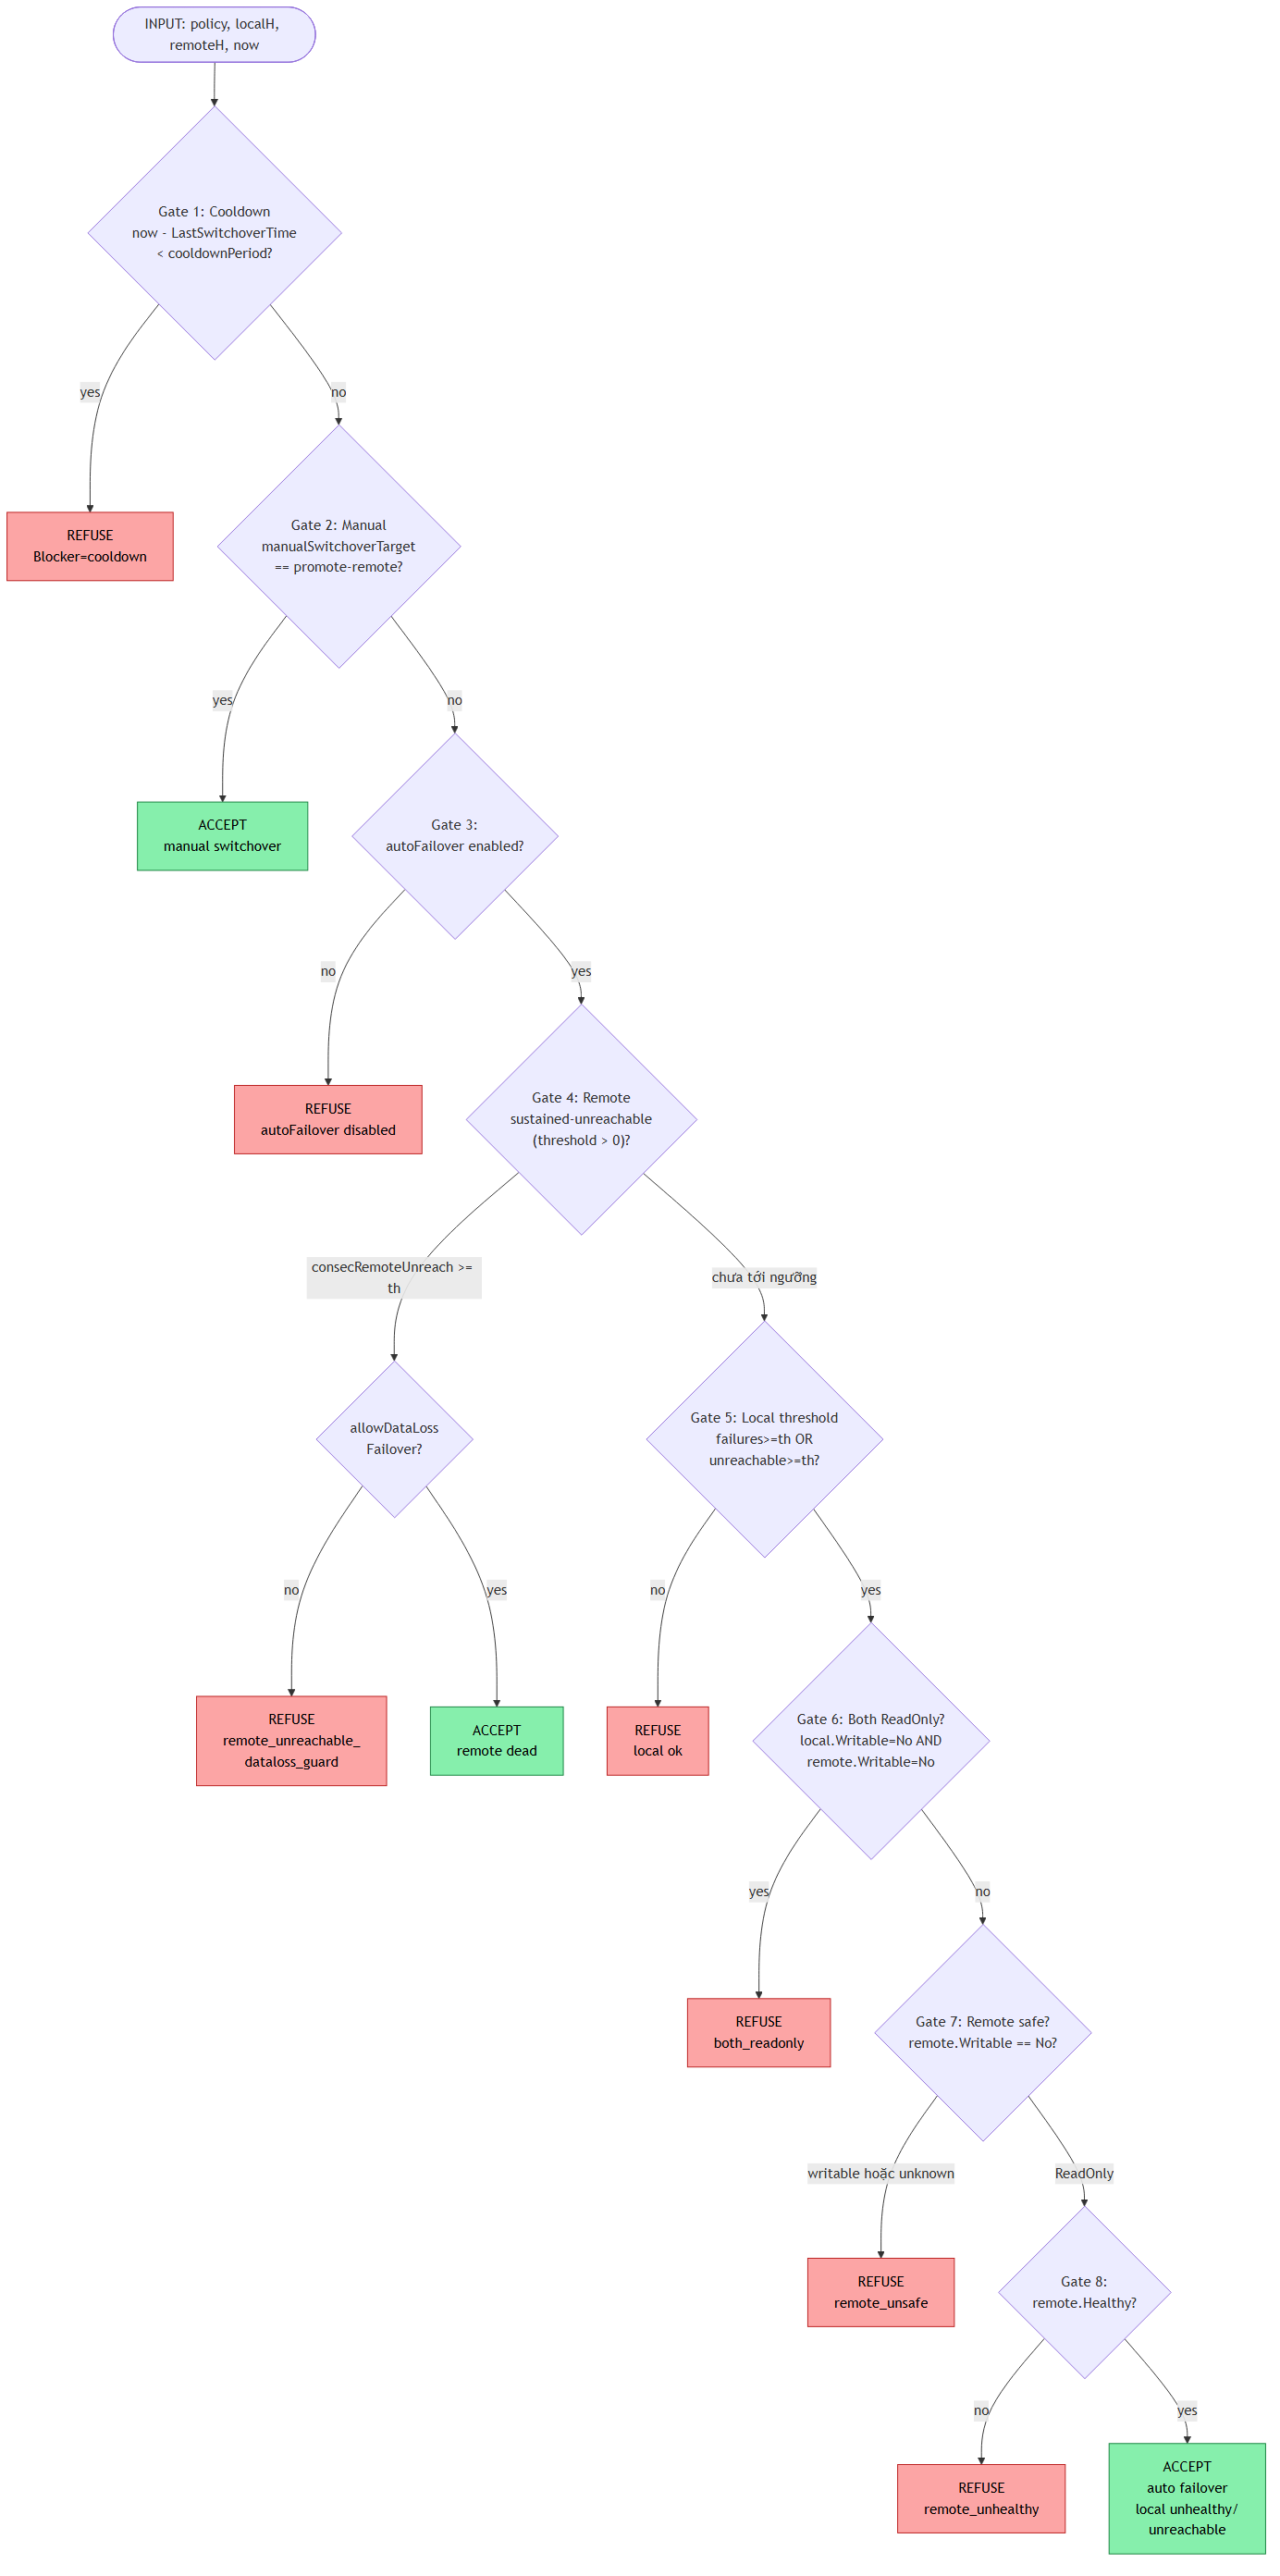 INPUT: policy, localH,
remoteH, now
Gate 1: Cooldown
now - LastSwitchoverTime
< cooldownPeriod?
yes
no
REFUSE
Blocker=cooldown
Gate 2: Manual
manualSwitchoverTarget
== promote-remote?
yes
no
ACCEPT
manual switchover
Gate 3:
autoFailover enabled?
no
yes
REFUSE
autoFailover disabled
Gate 4: Remote
sustained-unreachable
(threshold > 0)?
consecRemoteUnreach >=
th
chưa tới ngưỡng
allowDataLoss
Failover?
Gate 5: Local threshold
failures>=th OR
unreachable>=th?
no
yes
no
yes
REFUSE
remote_unreachable_
dataloss_guard
ACCEPT
remote dead
REFUSE
local ok
Gate 6: Both ReadOnly?
local.Writable=No AND
remote.Writable=No
yes
no
REFUSE
both_readonly
Gate 7: Remote safe?
remote.Writable == No?
writable hoặc unknown
ReadOnly
REFUSE
remote_unsafe
Gate 8:
remote.Healthy?
no
yes
REFUSE
remote_unhealthy
ACCEPT
auto failover
local unhealthy/
unreachable